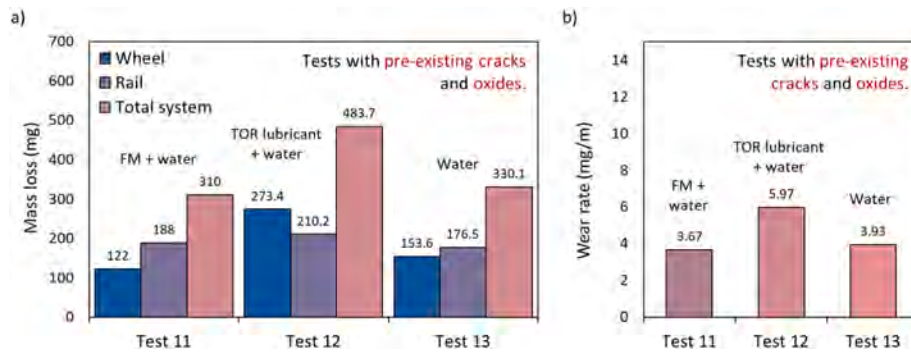 a)
700
600
500
400
300
200
100
0
Mass loss (mg)
Wheel
Rail
Total system
Tests with pre-existing cracks
and oxides.
FM + water
122
188
310
TOR lubricant
+ water
273.4
210.2
483.7
Water
153.6
176.5
330.1
Test 11
Test 12
Test 13
b)
14
12
10
8
6
4
2
0
Wear rate (mg/m)
Tests with pre-existing
cracks and oxides.
FM +
water
3.67
TOR lubricant
+ water
5.97
Water
3.93
Test 11
Test 12
Test 13